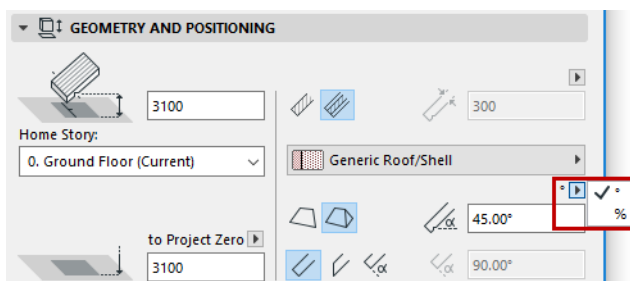 GEOMETRY AND POSITIONING
3100
300
Home Story:
0. Ground Floor (Current)
Generic Roof/Shell
° °
%
α 45.00°
to Project Zero
3100
α α 90.00°